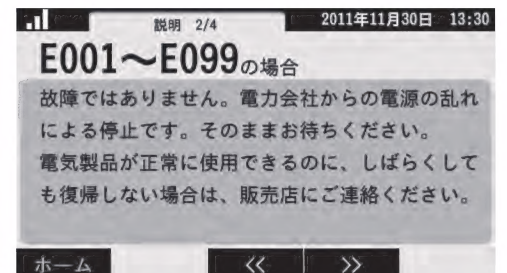 説明 2/4
2011年11月30日 13:30
E001〜E099の場合
故障ではありません。電力会社からの電源の乱れ
による停止です。そのままお待ちください。
電気製品が正常に使用できるのに、しばらくして
も復帰しない場合は、販売店にご連絡ください。
ホーム << >>